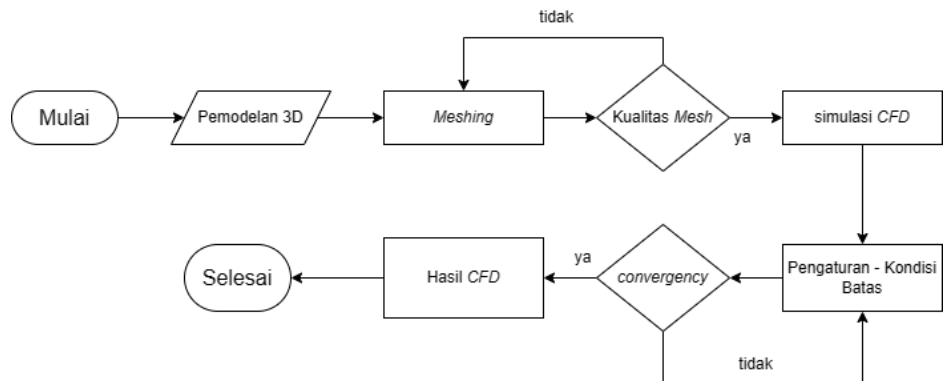 tidak
Mulai
Pemodelan 3D
Meshing
Kualitas Mesh
ya
simulasi CFD
Selesai
Hasil CFD
ya
convergency
Pengaturan - Kondisi
Batas
tidak